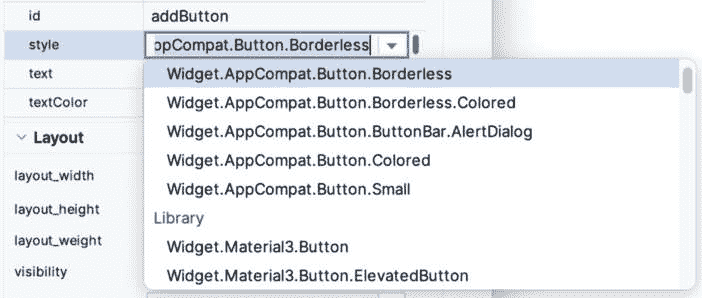 id addButton
style ppCompat.Button.Borderless
text Widget.AppCompat.Button.Borderless
textColor Widget.AppCompat.Button.Borderless.Colored
Widget.AppCompat.Button.ButtonBar.AlertDialog
Layout
Widget.AppCompat.Button.Colored
layout_width
Widget.AppCompat.Button.Small
layout_height
Library
layout_weight
Widget.Material3.Button
visibility
Widget.Material3.Button.ElevatedButton